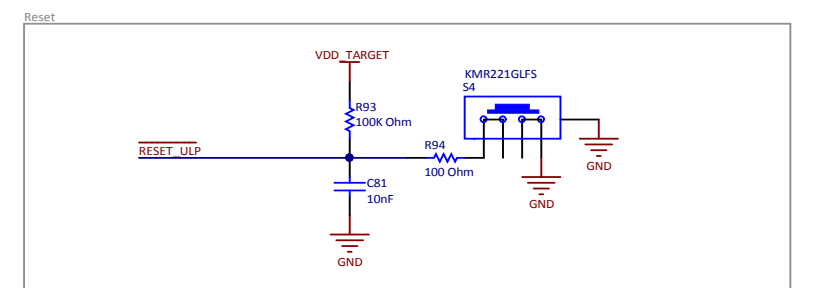 Reset
VDD_TARGET
KMR221GLFS
S4
R93
100K Ohm
RESET_ULP
R94
100 Ohm
GND
C81
10nF
GND
GND